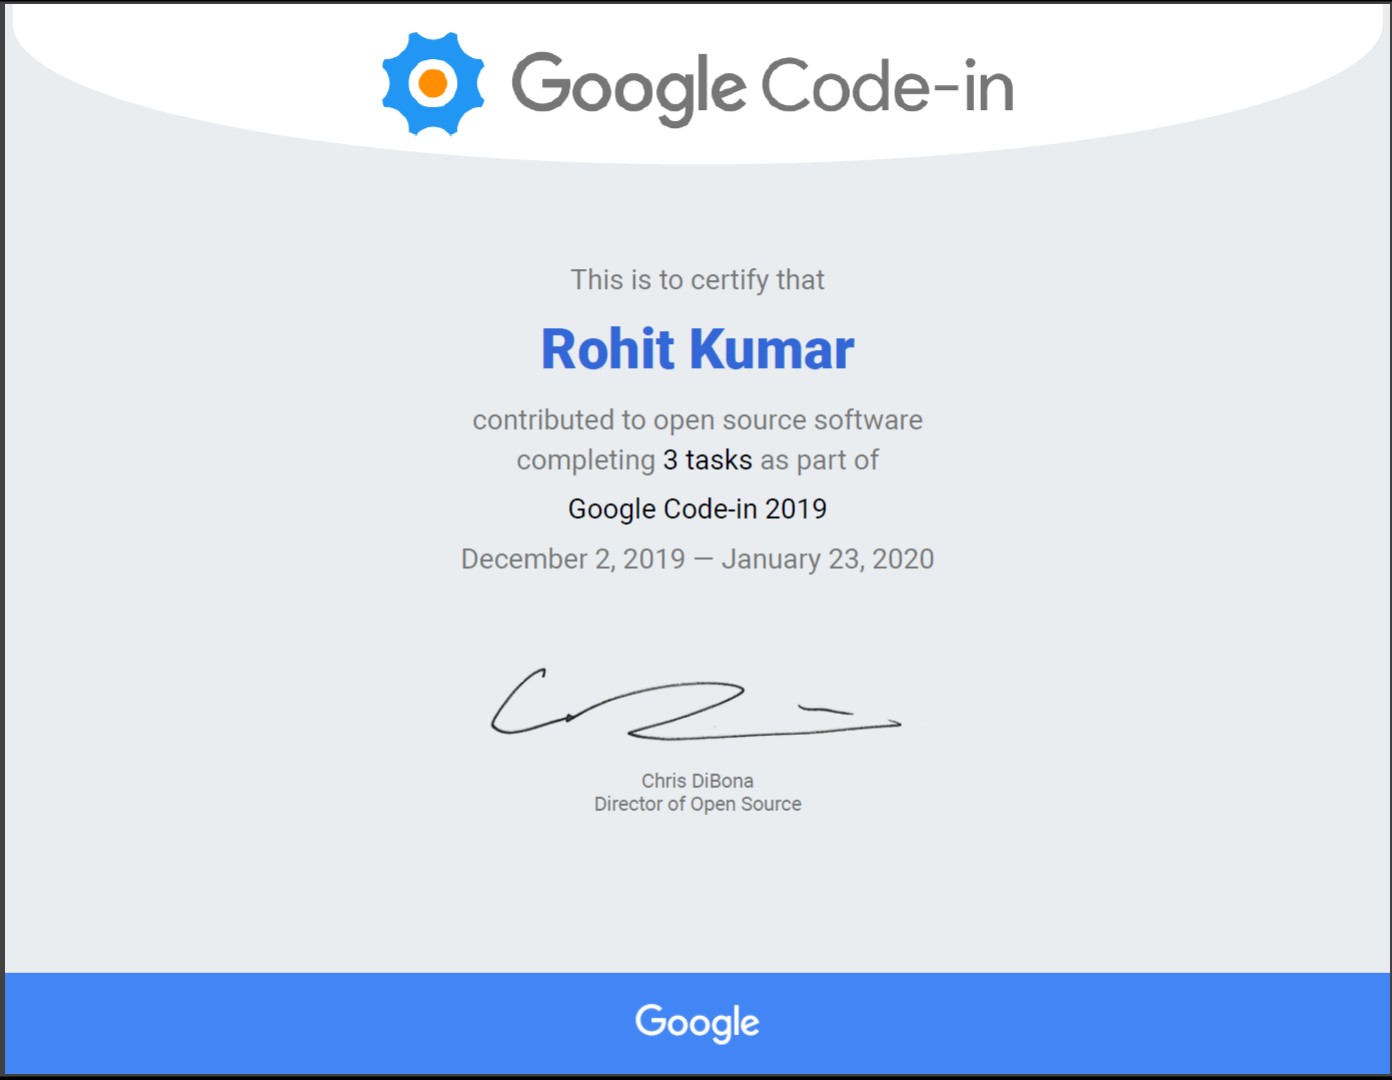 Google Code-in
This is to certify that
Rohit Kumar
contributed to open source software
completing 3 tasks as part of
Google Code-in 2019
December 2, 2019 — January 23, 2020
Chris DiBona
Director of Open Source
Google